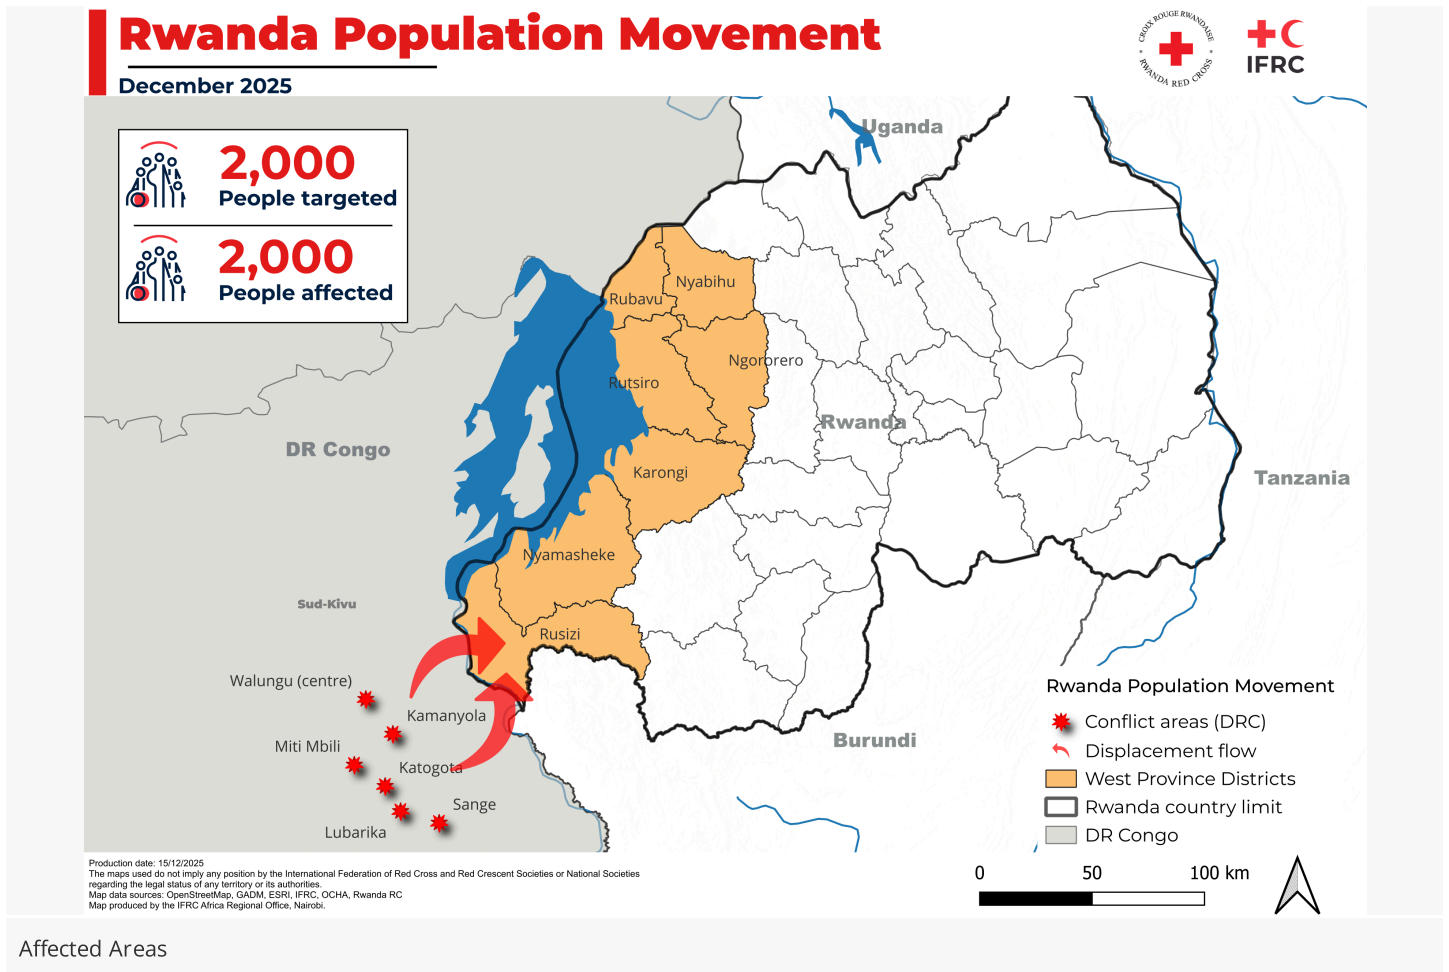 Rwanda Population Movement
December 2025
CROIX ROUGE RWANDAISE
RWANDA RED CROSS
IFRC
2,000
People targeted
2,000
People affected
Uganda
Nyabihu
Rubavu
Ngororero
Rutsiro
Rwanda
DR Congo
Karongi
Tanzania
Nyamasheke
Sud-Kivu
Rusizi
Walungu (centre)
Kamanyola
Miti Mbili
Katogota
Sange
Lubarika
Burundi
Rwanda Population Movement
Conflict areas (DRC)
Displacement flow
West Province Districts
Rwanda country limit
DR Congo
Production date: 15/12/2025
The maps used do not imply any position by the International Federation of Red Cross and Red Crescent Societies or National Societies
regarding the legal status of any territory or its authorities.
Map data sources: OpenStreetMap, GADM, ESRI, IFRC, OCHA, Rwanda RC
Map produced by the IFRC Africa Regional Office, Nairobi.
0 50 100 km
Affected Areas